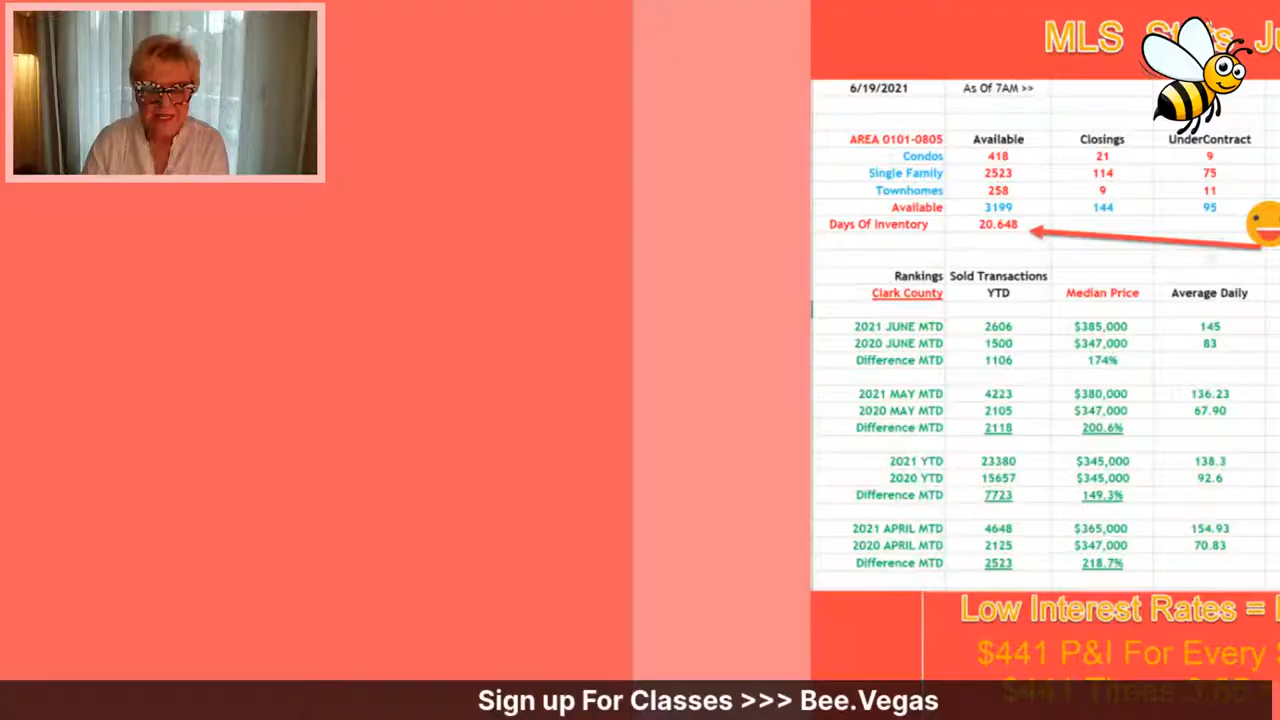 MLS
6/19/2021 As Of 7AM >>
AREA 0101-0805 Available Closings UnderContract
Condos 418 21 9
Single Family 2523 114 75
Townhomes 258 9 11
Available 3199 144 95
Days Of Inventory 20.648
Rankings Sold Transactions
Clark County YTD Median Price Average Daily
2021 JUNE MTD 2606 $385,000 145
2020 JUNE MTD 1500 $347,000 83
Difference MTD 1106 174%
2021 MAY MTD 4223 $380,000 136.23
2020 MAY MTD 2105 $347,000 67.90
Difference MTD 2118 200.6%
2021 YTD 23380 $345,000 138.3
2020 YTD 15657 $345,000 92.6
Difference MTD 7723 149.3%
2021 APRIL MTD 4648 $365,000 154.93
2020 APRIL MTD 2125 $347,000 70.83
Difference MTD 2523 218.7%
Low Interest Rates =
$441 P&I For Every
$441 Times
Sign up For Classes >>> Bee.Vegas